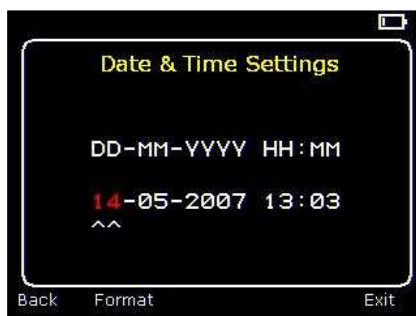 Date & Time Settings
DD-MM-YYYY HH:MM
14-05-2007 13:03
^^
Back Format Exit